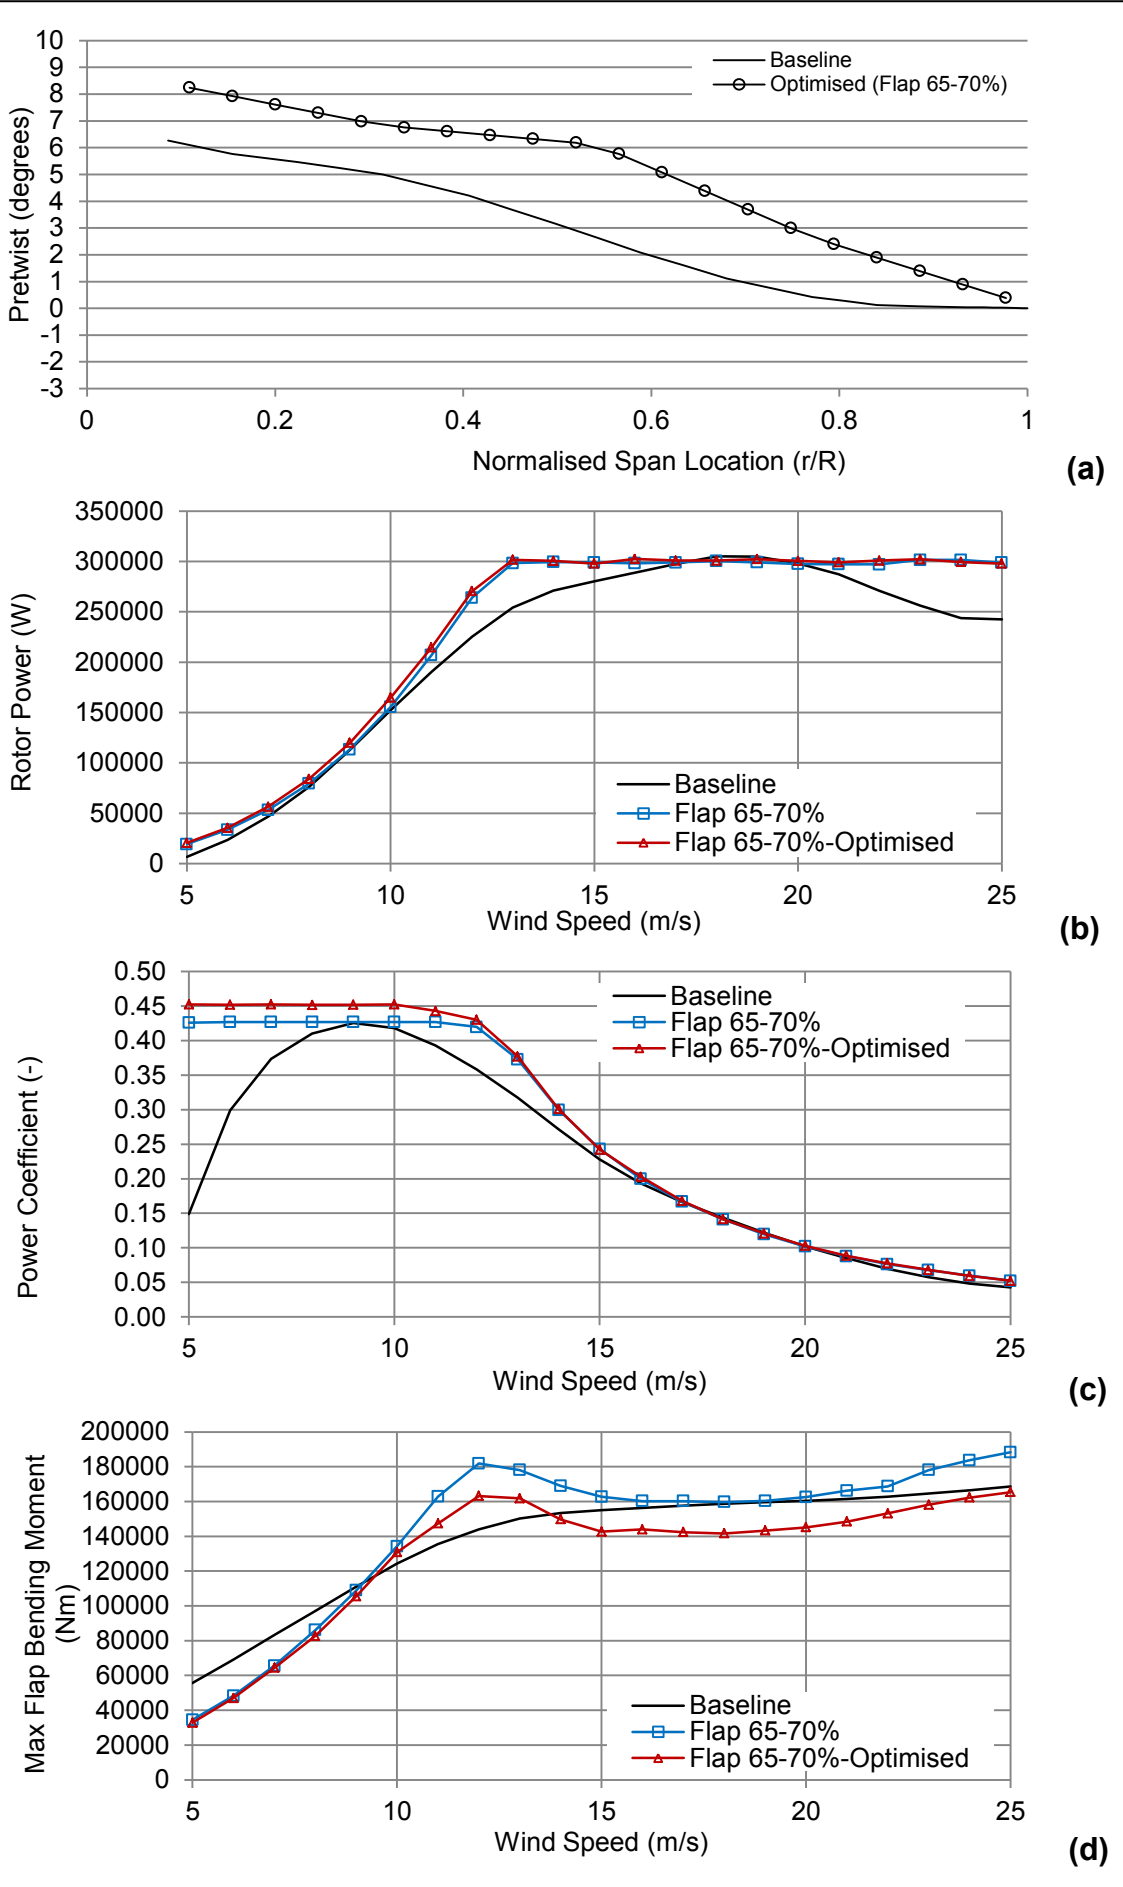 10
9
8
7
6
5
4
3
2
1
0
-1
-2
-3
Pretwist (degrees)
Baseline
Optimised (Flap 65-70%)
0 0.2 0.4 0.6 0.8 1
Normalised Span Location (r/R)
(a)
350000
300000
250000
200000
150000
100000
50000
0
Rotor Power (W)
Baseline
Flap 65-70%
Flap 65-70%-Optimised
5 10 15 20 25
Wind Speed (m/s)
(b)
0.50
0.45
0.40
0.35
0.30
0.25
0.20
0.15
0.10
0.05
0.00
Power Coefficient (-)
Baseline
Flap 65-70%
Flap 65-70%-Optimised
5 10 15 20 25
Wind Speed (m/s)
(c)
200000
180000
160000
140000
120000
100000
80000
60000
40000
20000
0
Max Flap Bending Moment
(Nm)
Baseline
Flap 65-70%
Flap 65-70%-Optimised
5 10 15 20 25
Wind Speed (m/s)
(d)